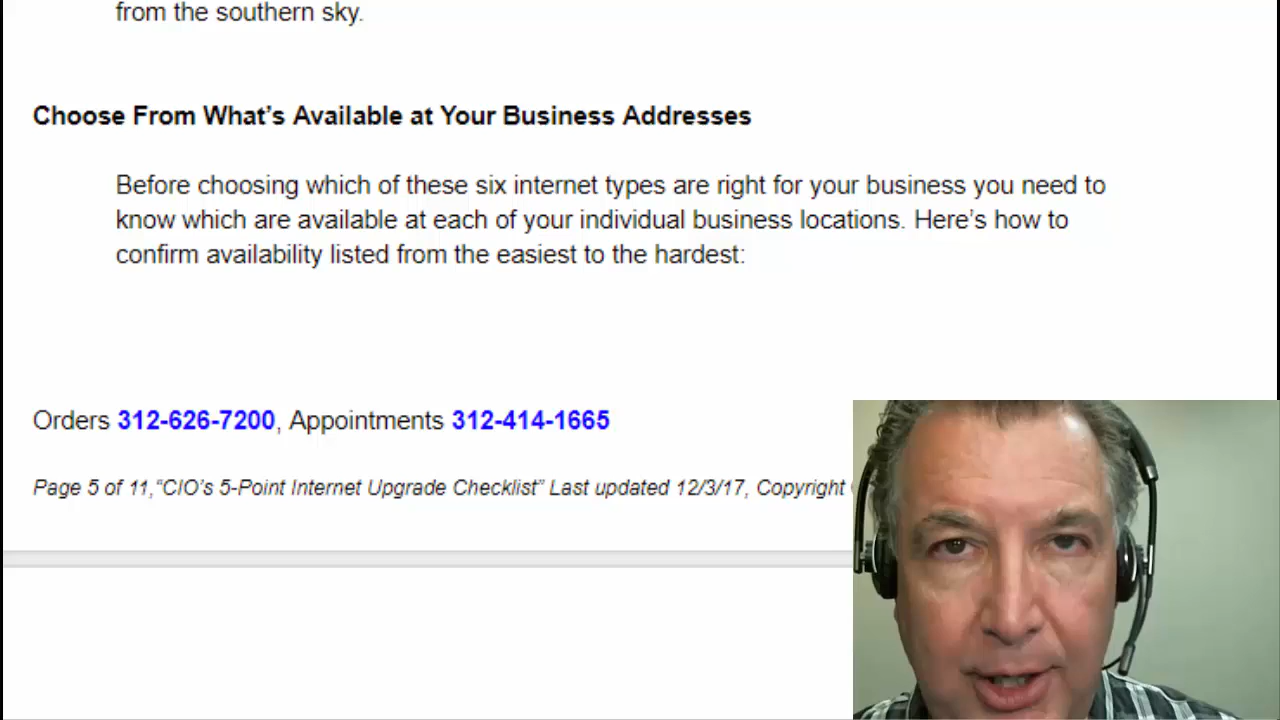 from the southern sky.
Choose From What’s Available at Your Business Addresses
Before choosing which of these six internet types are right for your business you need to
know which are available at each of your individual business locations. Here’s how to
confirm availability listed from the easiest to the hardest:
Orders 312-626-7200, Appointments 312-414-1665
Page 5 of 11,“CIO’s 5-Point Internet Upgrade Checklist” Last updated 12/3/17, Copyright